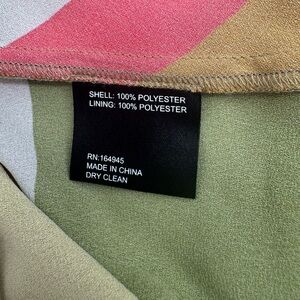 SHELL: 100% POLYESTER
LINING: 100% POLYESTER
RN:164945
MADE IN CHINA
DRY CLEAN